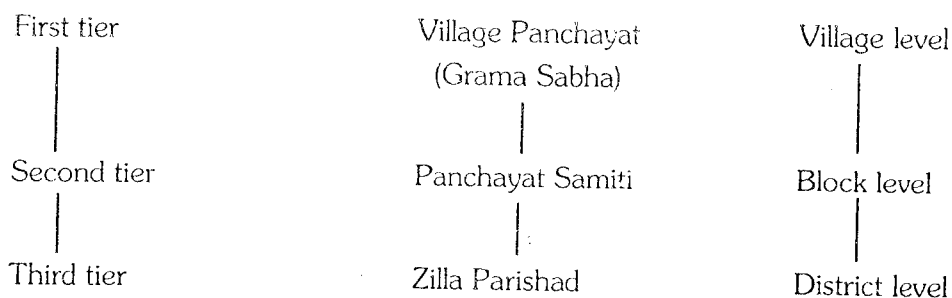 First tier Village Panchayat Village level
(Grama Sabha)
Second tier Panchayat Samiti Block level
Third tier Zilla Parishad District level